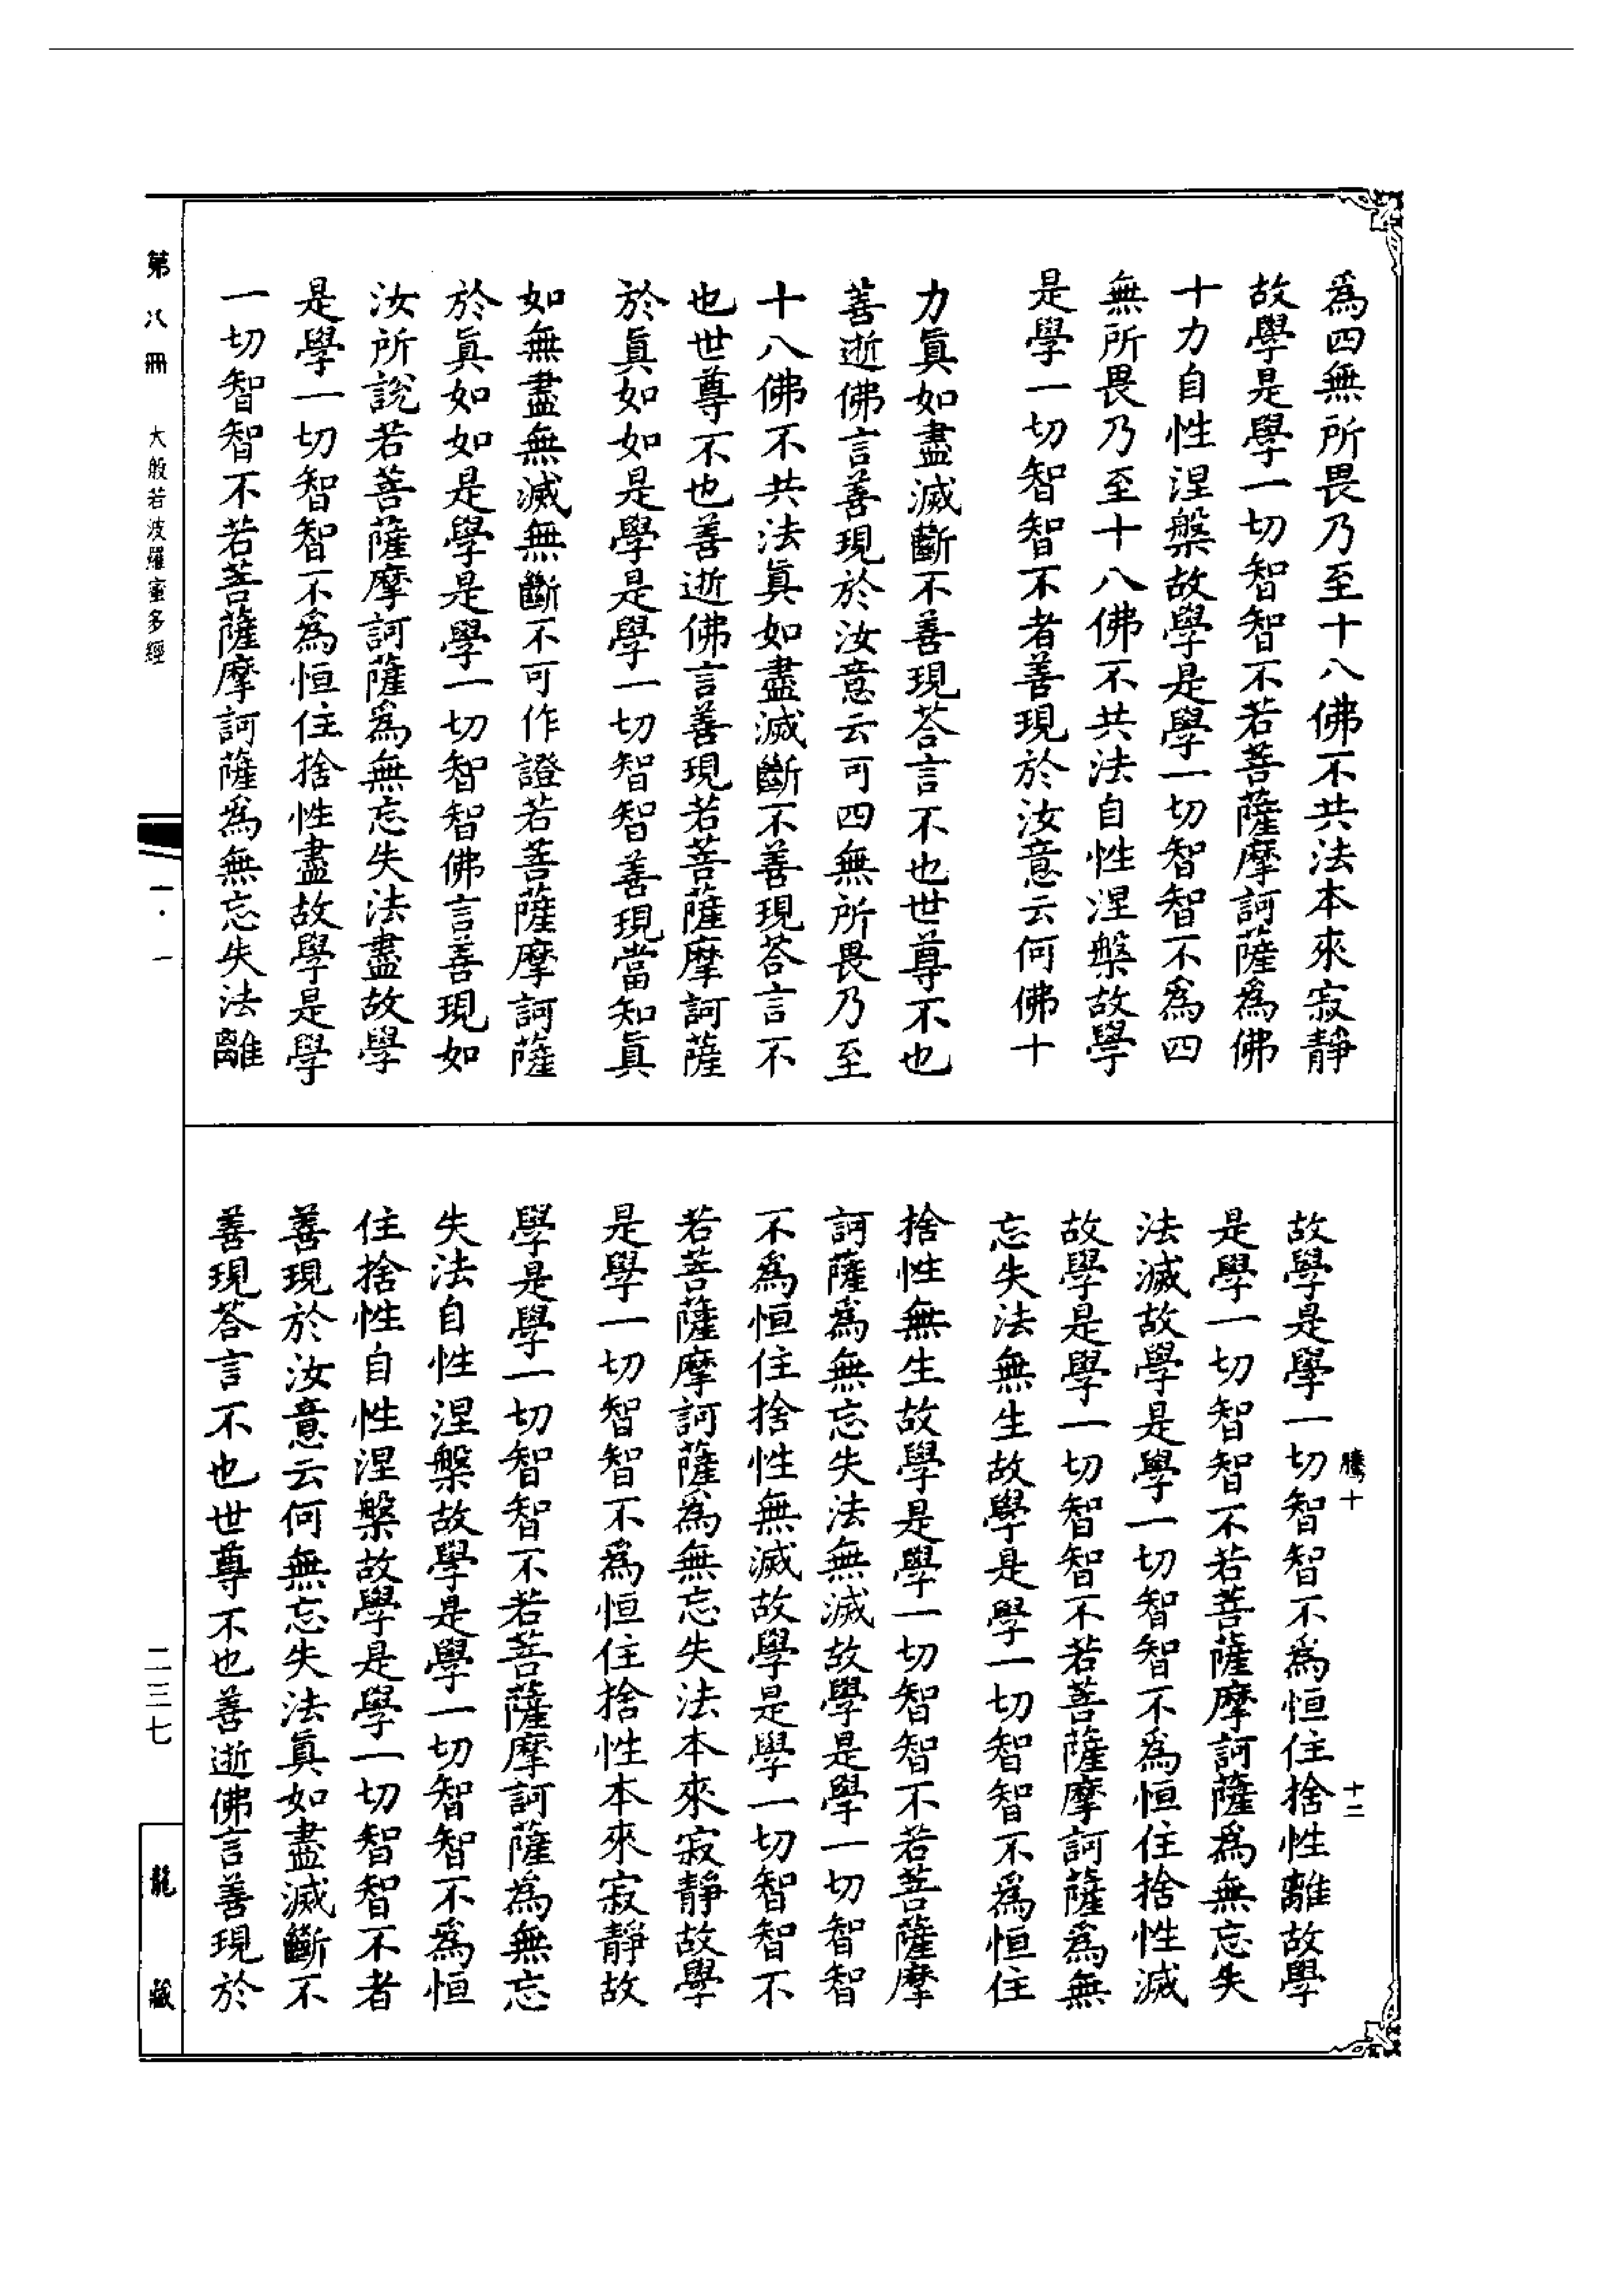 為四無所畏乃至十八佛不共法本來寂靜
故學是學一切智智不若菩薩摩訶薩為佛
十力自性涅槃故學是學一切智智不為四
無所畏乃至十八佛不共法自性涅槃故學
是學一切智智不者善現於汝意云何佛十
力眞如盡滅斷不善現荅言不也世尊不也
善逝佛言善現於汝意云可四無所畏乃至
十八佛不共法眞如盡滅斷不善現荅言不
也世尊不也善逝佛言善現若菩薩摩訶薩
於眞如如是學是學一切智智善現當知眞
如無盡無滅無斷不可作證若菩薩摩訶薩
於眞如如是學是學一切智智佛言善現如
汝所說若菩薩摩訶薩為無忘失法盡故學
是學一切智智不為恒住捨性盡故學是學
一切智智不若菩薩摩訶薩為無忘失法離
故學是學一切智智不為恒住捨性離故學
是學一切智智不若菩薩摩訶薩為無忘失
法滅故學是學一切智智不為恒住捨性滅
故學是學一切智智不若菩薩摩訶薩為無
忘失法無生故學是學一切智智不為恒住
捨性無生故學是學一切智智不若菩薩摩
訶薩為無忘失法無滅故學是學一切智智
不為恒住捨性無滅故學是學一切智智不
若菩薩摩訶薩為無忘失法本來寂靜故學
是學一切智智不為恒住捨性本來寂靜故
學是學一切智智不若菩薩摩訶薩為無忘
失法自性涅槃故學是學一切智智不為恒
住捨性自性涅槃故學是學一切智智不者
善現於汝意云何無忘失法眞如盡滅斷不
善現荅言不也世尊不也善逝佛言善現於
騰十 十二
第八冊 大般若波羅蜜多經 一·一 二三七 龍藏